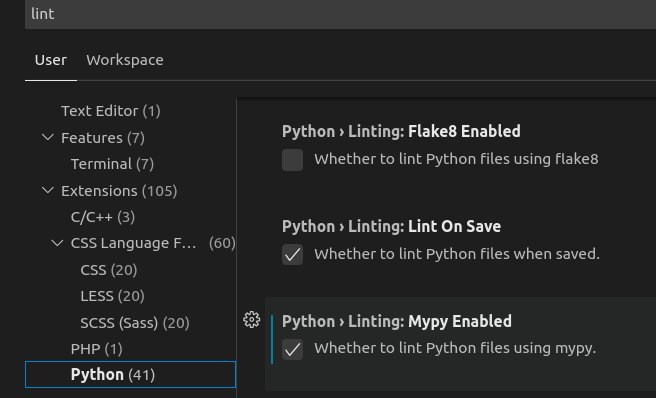 lint
User Workspace
Text Editor (1)
Features (7)
Terminal (7)
Extensions (105)
C/C++ (3)
CSS Language F... (60)
CSS (20)
LESS (20)
SCSS (Sass) (20)
PHP (1)
Python (41)
Python › Linting: Flake8 Enabled
Whether to lint Python files using flake8
Python › Linting: Lint On Save
Whether to lint Python files when saved.
Python › Linting: Mypy Enabled
Whether to lint Python files using mypy.